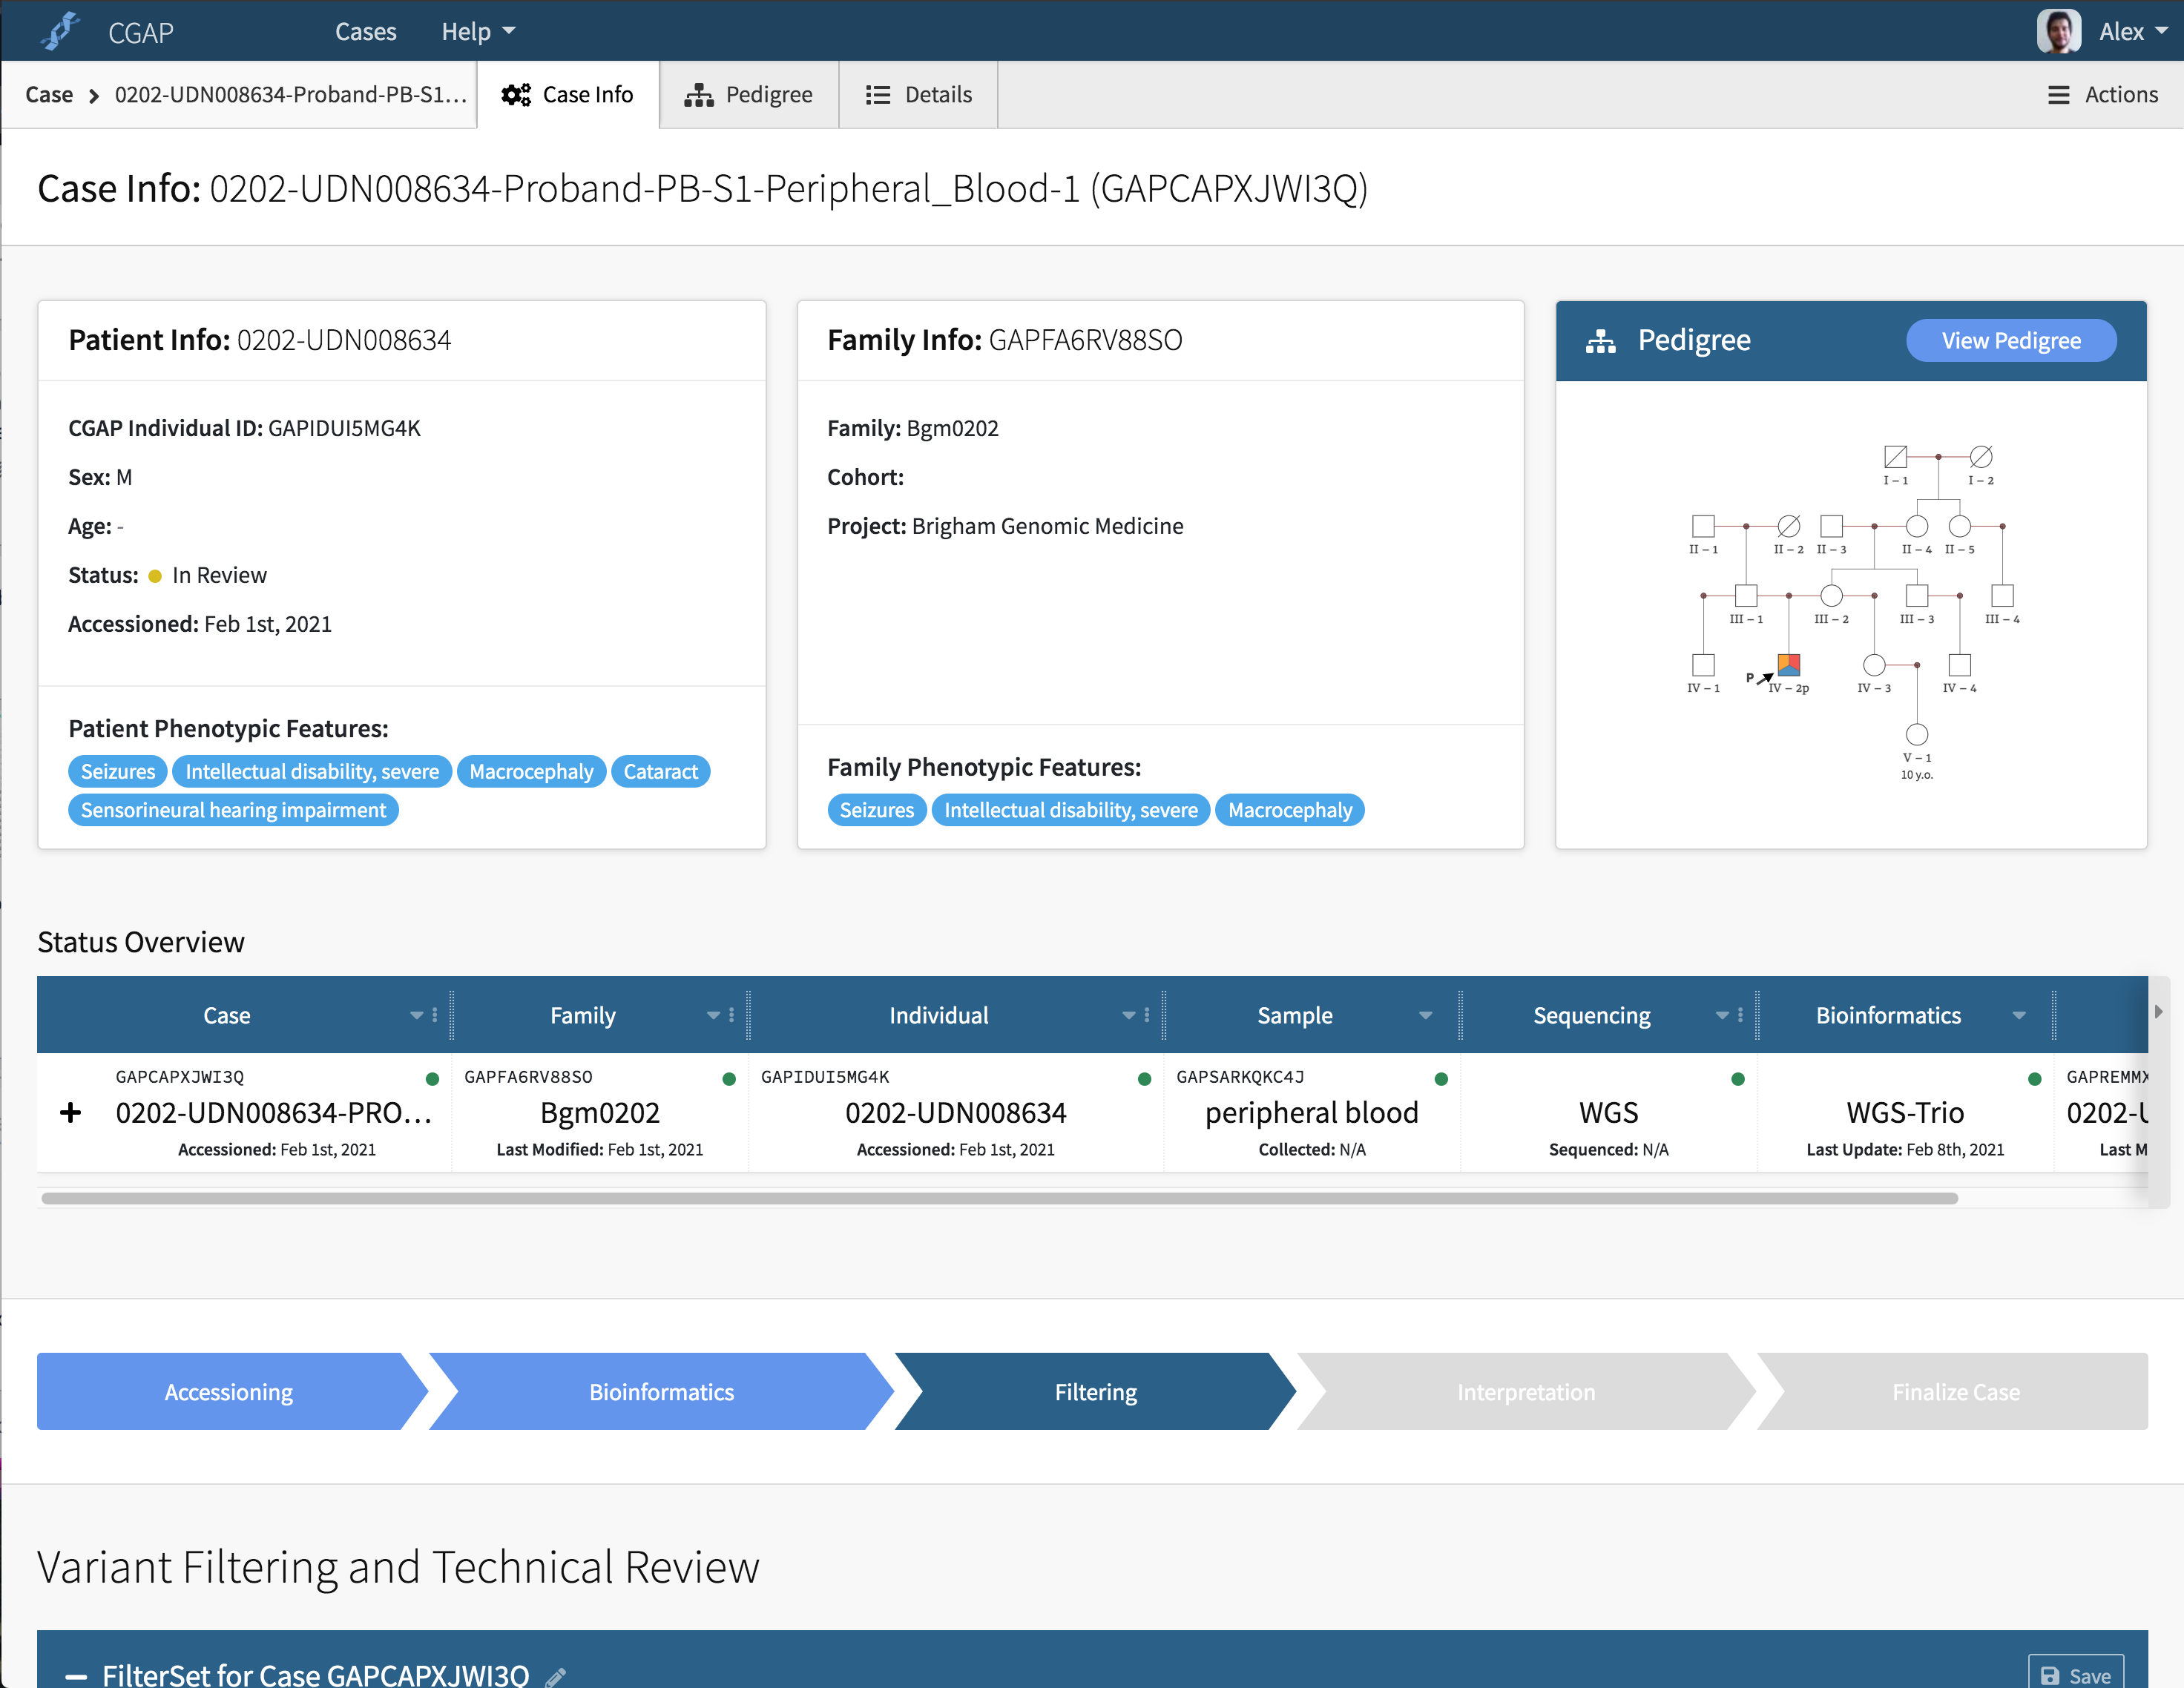 CGAP Cases Help Alex
Case 0202-UDN008634-Proband-PB-S1... Case Info Pedigree Details Actions
Case Info: 0202-UDN008634-Proband-PB-S1-Peripheral_Blood-1 (GAPCAPXJWI3Q)
Patient Info: 0202-UDN008634
CGAP Individual ID: GAPIDUI5MG4K
Sex: M
Age: -
Status: In Review
Accessioned: Feb 1st, 2021
Patient Phenotypic Features:
Seizures Intellectual disability, severe Macrocephaly Cataract
Sensorineural hearing impairment
Family Info: GAPFA6RV88SO
Family: Bgm0202
Cohort:
Project: Brigham Genomic Medicine
Family Phenotypic Features:
Seizures Intellectual disability, severe Macrocephaly
Pedigree View Pedigree
I – 1 I – 2
II – 1 II – 2 II – 3 II – 4 II – 5
III – 1 III – 2 III – 3 III – 4
P
IV – 1 IV – 2p IV – 3 IV – 4
V – 1
10 y.o.
Status Overview
Case Family Individual Sample Sequencing Bioinformatics
GAPCAPXJWI3Q GAPFA6RV88SO GAPIDUI5MG4K GAPSARKQKC4J GAPREMMX
0202-UDN008634-PRO... Bgm0202 0202-UDN008634 peripheral blood WGS WGS-Trio 0202-U
Accessioned: Feb 1st, 2021 Last Modified: Feb 1st, 2021 Accessioned: Feb 1st, 2021 Collected: N/A Sequenced: N/A Last Update: Feb 8th, 2021 Last M
Accessioning Bioinformatics Filtering Interpretation Finalize Case
Variant Filtering and Technical Review
FilterSet for Case GAPCAPXJWI3Q Save